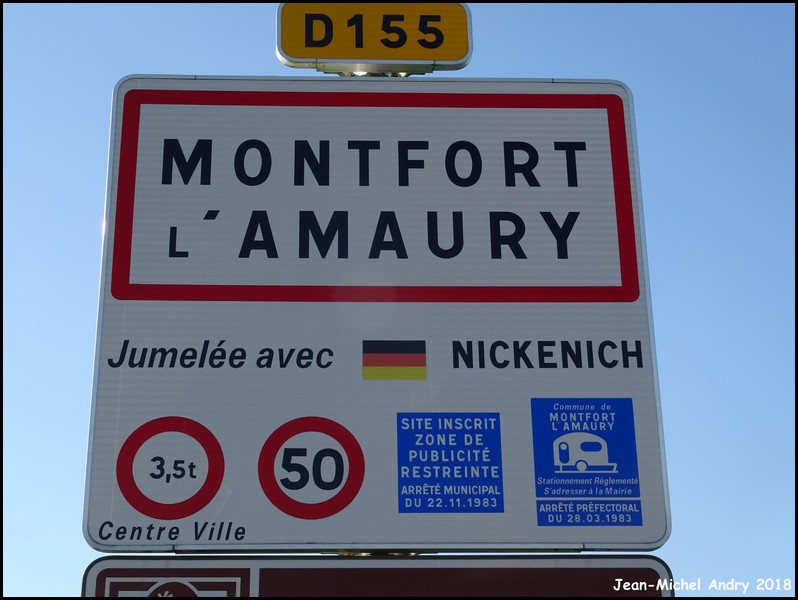 D155
MONTFORT
L'AMAURY
Jumelée avec NICKENICH
3,5t
Centre Ville
50
SITE INSCRIT
ZONE DE
PUBLICITÉ
RESTREINTE
ARRÊTÉ MUNICIPAL
DU 22.11.1983
Commune de
MONTFORT
L'AMAURY
Stationnement Réglementé
S'adresser à la Mairie
ARRÊTÉ PRÉFECTORAL
DU 28.03.1983
Jean-Michel Andry 2018